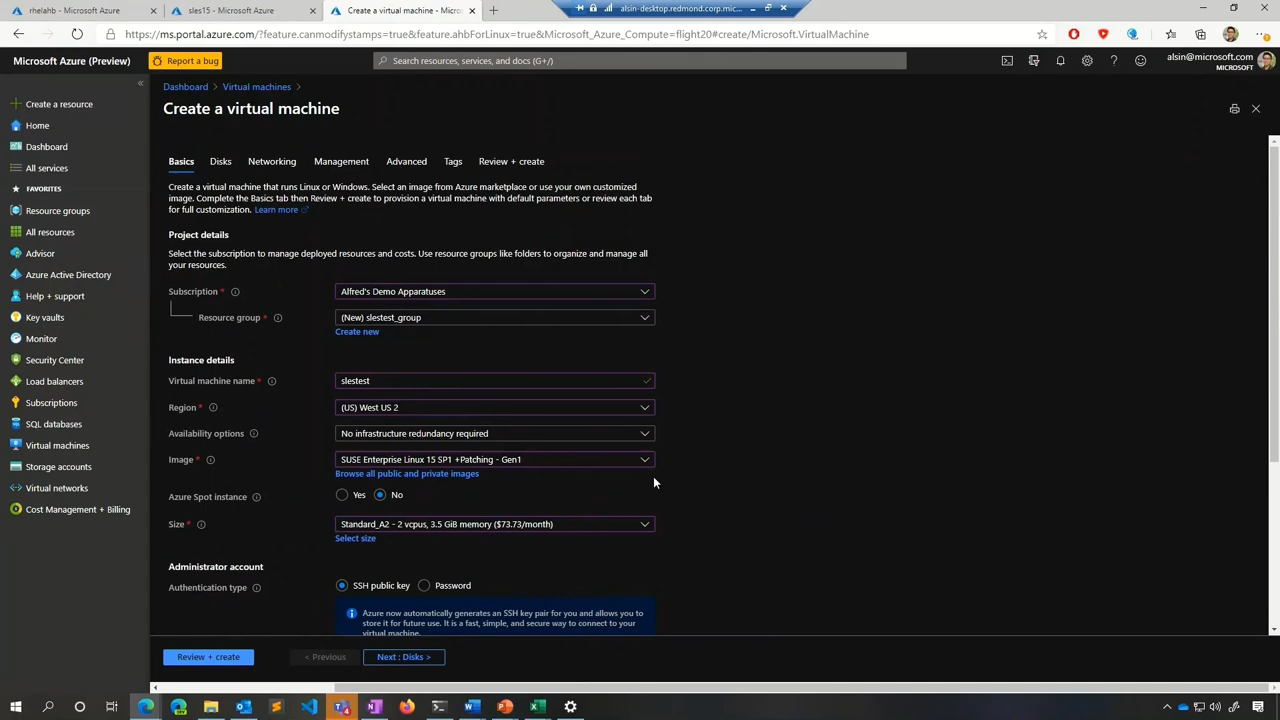 rhelahb - Microsoft Azure
sles15 - Microsoft Azure
Create a virtual machine - Micro
alsin-desktop.redmond.corp.mic...
https://ms.portal.azure.com/?feature.canmodifystamps=true&feature.ahbForLinux=true&Microsoft_Azure_Compute=flight20#create/Microsoft.VirtualMachine
Microsoft Azure (Preview)
Report a bug
Search resources, services, and docs (G+/)
alsin@microsoft.com
MICROSOFT
Create a resource
Home
Dashboard
All services
FAVORITES
Resource groups
All resources
Advisor
Azure Active Directory
Help + support
Key vaults
Monitor
Security Center
Load balancers
Subscriptions
SQL databases
Virtual machines
Storage accounts
Virtual networks
Cost Management + Billing
Dashboard > Virtual machines >
Create a virtual machine
Basics Disks Networking Management Advanced Tags Review + create
Create a virtual machine that runs Linux or Windows. Select an image from Azure marketplace or use your own customized
image. Complete the Basics tab then Review + create to provision a virtual machine with default parameters or review each tab
for full customization. Learn more
Project details
Select the subscription to manage deployed resources and costs. Use resource groups like folders to organize and manage all
your resources.
Subscription * Alfred's Demo Apparatuses
Resource group * (New) slestest_group
Create new
Instance details
Virtual machine name * slestest
Region * (US) West US 2
Availability options No infrastructure redundancy required
Image * SUSE Enterprise Linux 15 SP1 +Patching - Gen1
Browse all public and private images
Azure Spot instance Yes No
Size * Standard_A2 - 2 vcpus, 3.5 GiB memory ($73.73/month)
Select size
Administrator account
Authentication type SSH public key Password
Azure now automatically generates an SSH key pair for you and allows you to
store it for future use. It is a fast, simple, and secure way to connect to your
virtual machine.
Review + create < Previous Next : Disks >